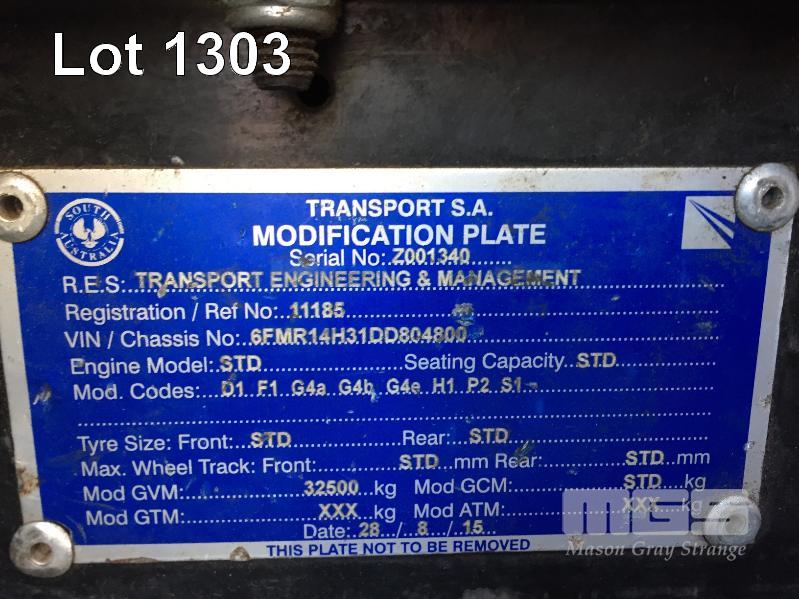 Lot 1303
SOUTH AUSTRALIA
TRANSPORT S.A.
MODIFICATION PLATE
Serial No:..Z001340..........
R.E.S:..TRANSPORT ENGINEERING & MANAGEMENT
Registration / Ref No:..11185
VIN / Chassis No:..6FMR14H31DD804800
Engine Model:..STD..........Seating Capacity..STD
Mod. Codes:...D1 F1 G4a G4b G4e H1 P2 S1-
Tyre Size: Front:..STD..........Rear:..STD
Max. Wheel Track: Front:..........STD...mm Rear:..........STD...mm
Mod GVM:..........32500...kg Mod GCM:..........STD...kg
Mod GTM:..........XXX...kg Mod ATM:..........XXX...kg
Date:..28../..8../..15..
THIS PLATE NOT TO BE REMOVED
MGS
Mason Gray Strange